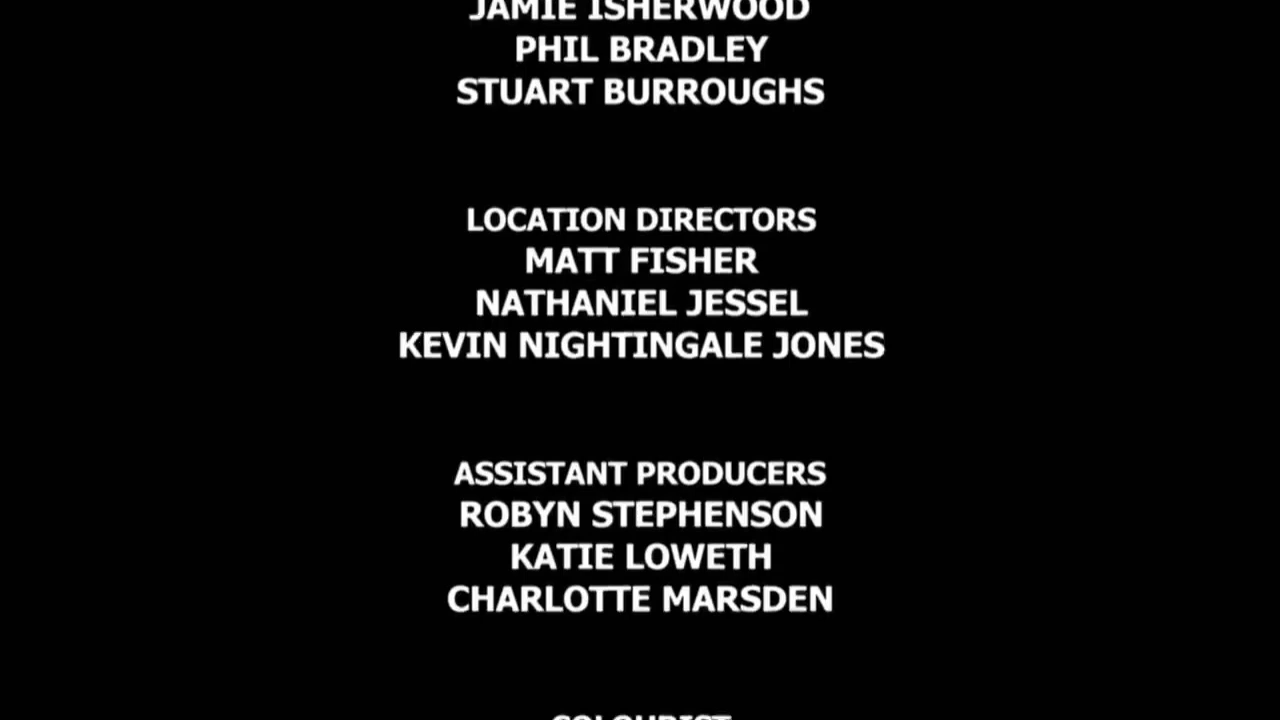 JAMIE ISHERWOOD
PHIL BRADLEY
STUART BURROUGHS
LOCATION DIRECTORS
MATT FISHER
NATHANIEL JESSEL
KEVIN NIGHTINGALE JONES
ASSISTANT PRODUCERS
ROBYN STEPHENSON
KATIE LOWETH
CHARLOTTE MARSDEN
COLOURIST